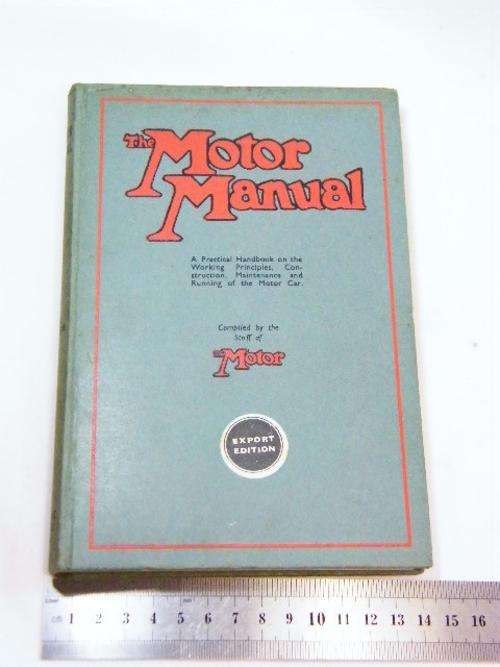 The Motor
Manual
A Practical Handbook on the
Working Principles, Con-
struction, Maintenance and
Running of the Motor Car.
Compiled by the
Staff of
The Motor
EXPORT
EDITION
cm 1 2 3 4 5 6 7 8 9 10 11 12 13 14 15 16